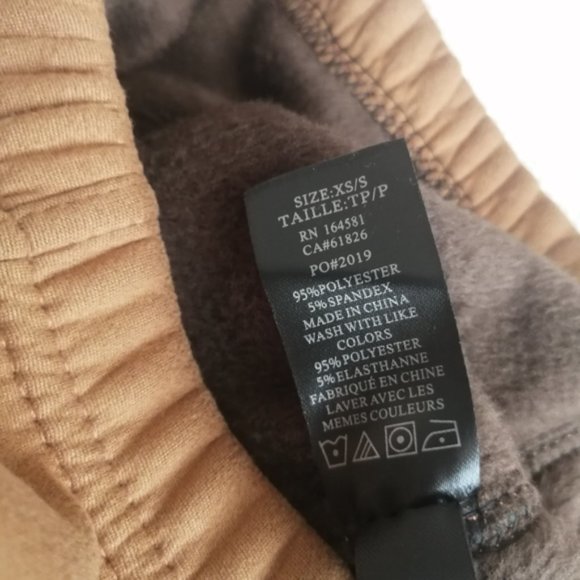 SIZE:XS/S
TAILLE:TP/P
RN 164581
CA#61826
PO#2019
95%POLYESTER
5%SPANDEX
MADE IN CHINA
WASH WITH LIKE
COLORS
95%POLYESTER
5%ELASTHANNE
FABRIQUÉ EN CHINE
LAVER AVEC LES
MEMES COULEURS